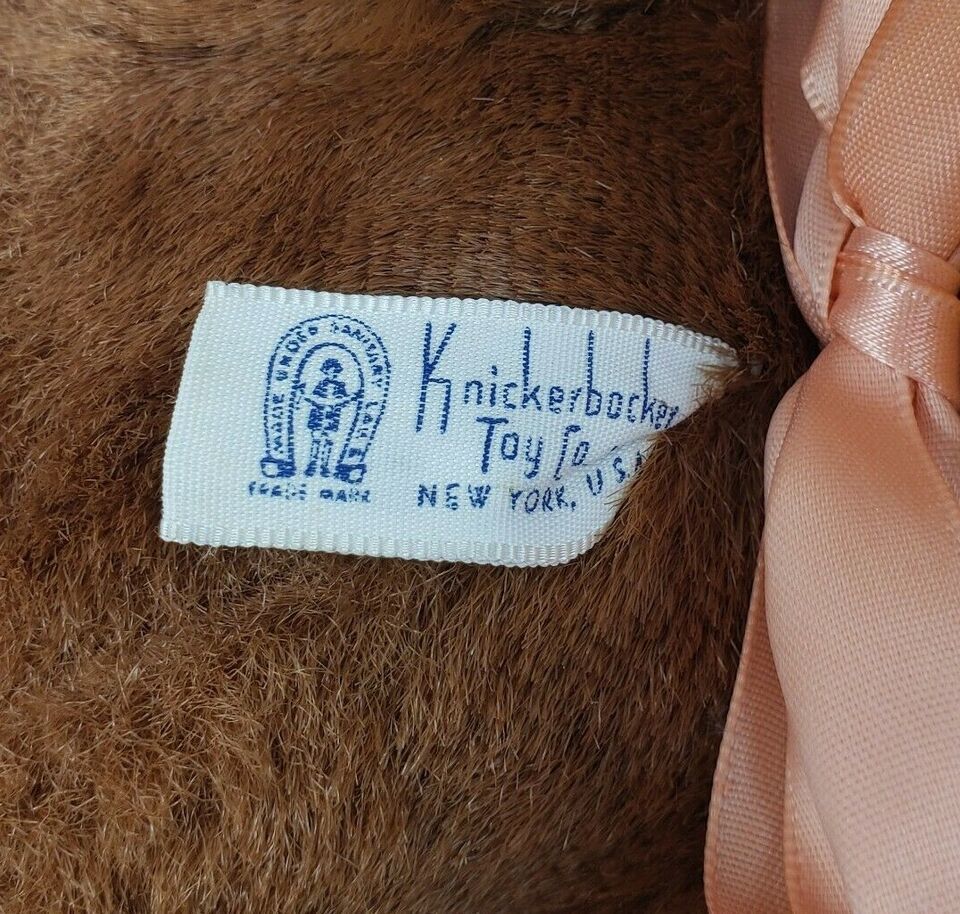 MADE UNDER SANITARY LAWS
TRADE MARK
Knickerbocker
Toy Co
NEW YORK, U.S.